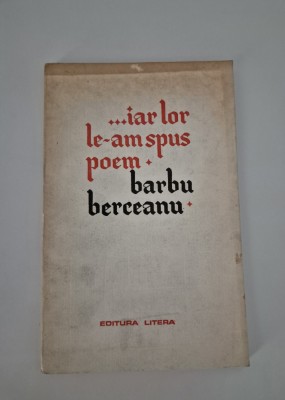 ...iar lor
le-am spus
poem
barbu
berceanu
EDITURA LITERA